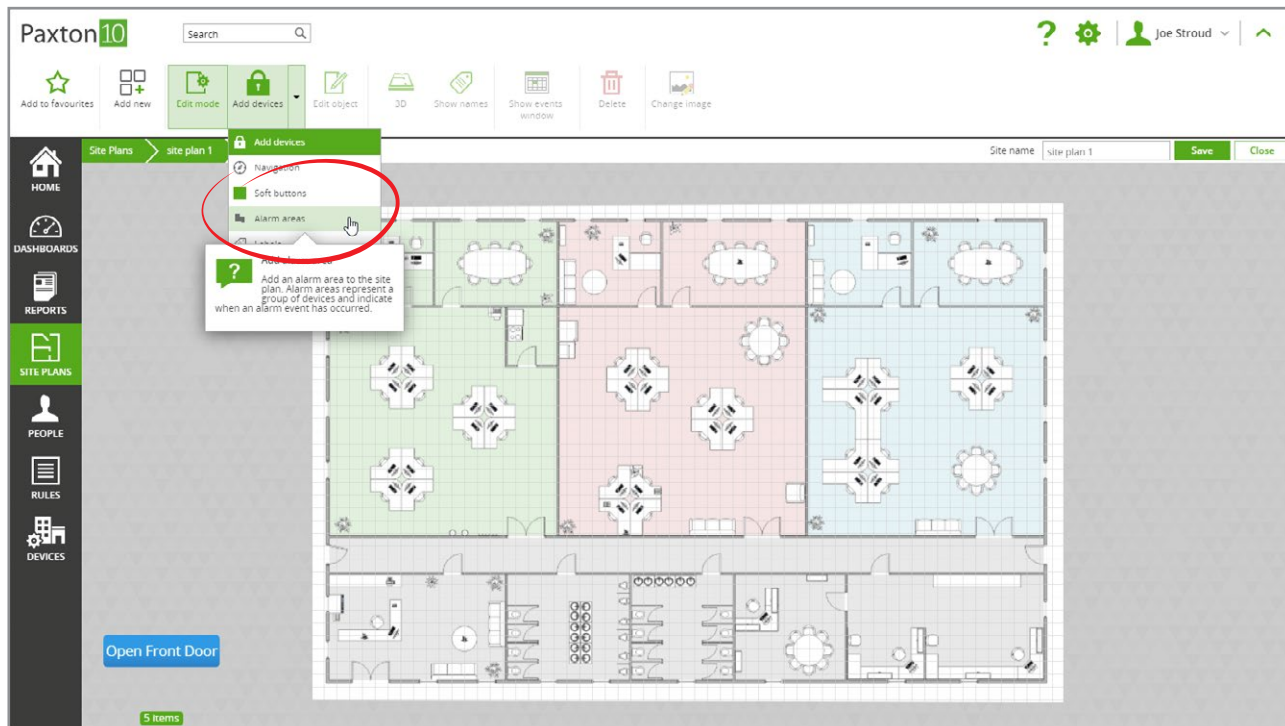 Paxton 10
Search
Joe Stroud
Add to favourites
Add new
Edit mode
Add devices
Edit object
3D
Show names
Show events
window
Delete
Change image
Add devices
Navigation
Soft buttons
Alarm areas
Labels
Site Plans
site plan 1
Site name
site plan 1
Save
Close
HOME
DASHBOARDS
REPORTS
SITE PLANS
PEOPLE
RULES
DEVICES
?
Add an alarm area to the site
plan. Alarm areas represent a
group of devices and indicate
when an alarm event has occurred.
Open Front Door
5 Items